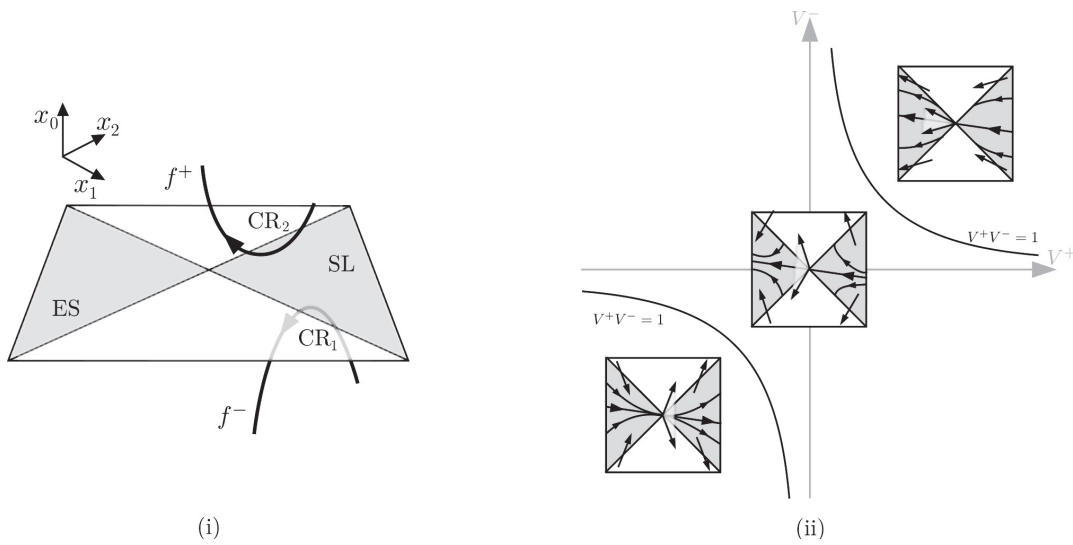 x₀
x₂
x₁
f⁺
CR₂
SL
ES
CR₁
f⁻
(i)
V⁻
V⁺V⁻ = 1
V⁺
V⁺V⁻ = 1
(ii)